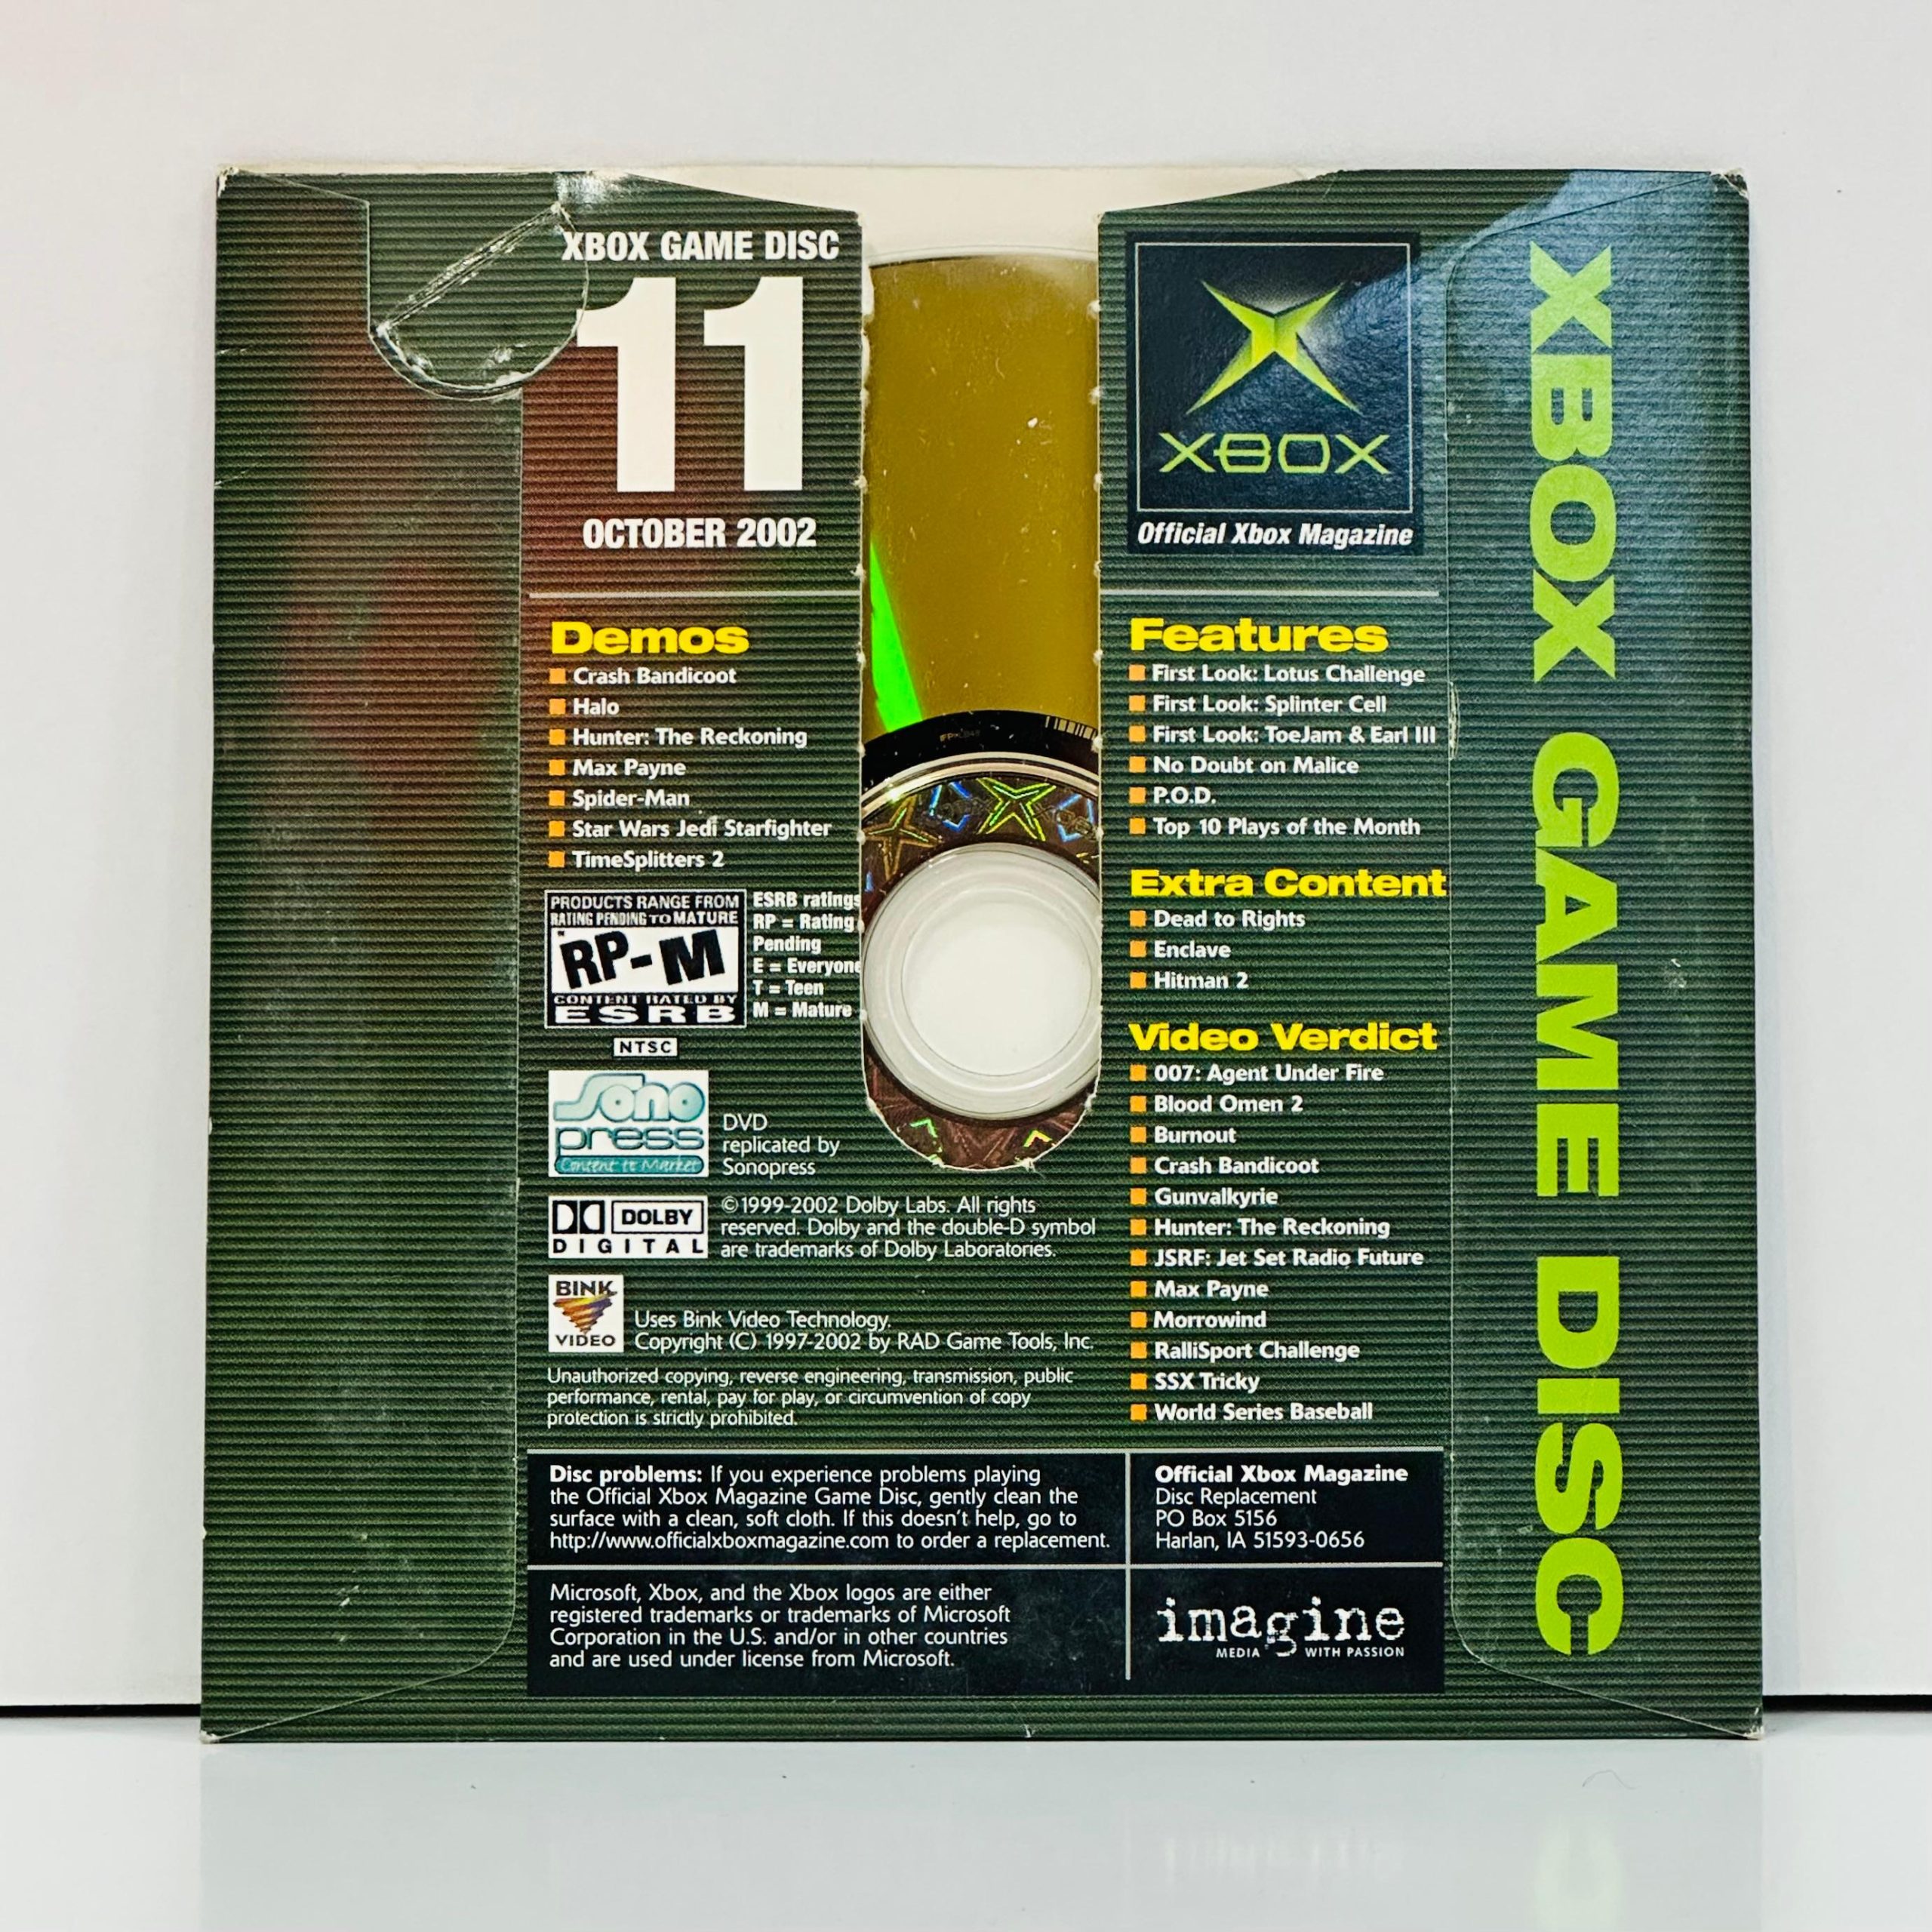 XBOX GAME DISC
11
OCTOBER 2002
Demos
Crash Bandicoot
Halo
Hunter: The Reckoning
Max Payne
Spider-Man
Star Wars Jedi Starfighter
TimeSplitters 2
PRODUCTS RANGE FROM
RATING PENDING TO MATURE
RP-M
CONTENT RATED BY
ESRB
ESRB ratings
RP = Rating
Pending
E = Everyone
T = Teen
M = Mature
NTSC
Sono
press
Content to Market
DVD
replicated by
Sonopress
DOLBY
DIGITAL
©1999-2002 Dolby Labs. All rights
reserved. Dolby and the double-D symbol
are trademarks of Dolby Laboratories.
BINK
VIDEO
Uses Bink Video Technology.
Copyright (C) 1997-2002 by RAD Game Tools, Inc.
Unauthorized copying, reverse engineering, transmission, public
performance, rental, pay for play, or circumvention of copy
protection is strictly prohibited.
XBOX
Official Xbox Magazine
Features
First Look: Lotus Challenge
First Look: Splinter Cell
First Look: ToeJam & Earl III
No Doubt on Malice
P.O.D.
Top 10 Plays of the Month
Extra Content
Dead to Rights
Enclave
Hitman 2
Video Verdict
007: Agent Under Fire
Blood Omen 2
Burnout
Crash Bandicoot
Gunvalkyrie
Hunter: The Reckoning
JSRF: Jet Set Radio Future
Max Payne
Morrowind
RalliSport Challenge
SSX Tricky
World Series Baseball
Disc problems: If you experience problems playing
the Official Xbox Magazine Game Disc, gently clean the
surface with a clean, soft cloth. If this doesn't help, go to
http://www.officialxboxmagazine.com to order a replacement.
Official Xbox Magazine
Disc Replacement
PO Box 5156
Harlan, IA 51593-0656
Microsoft, Xbox, and the Xbox logos are either
registered trademarks or trademarks of Microsoft
Corporation in the U.S. and/or in other countries
and are used under license from Microsoft.
imagine
MEDIA WITH PASSION
XBOX GAME DISC